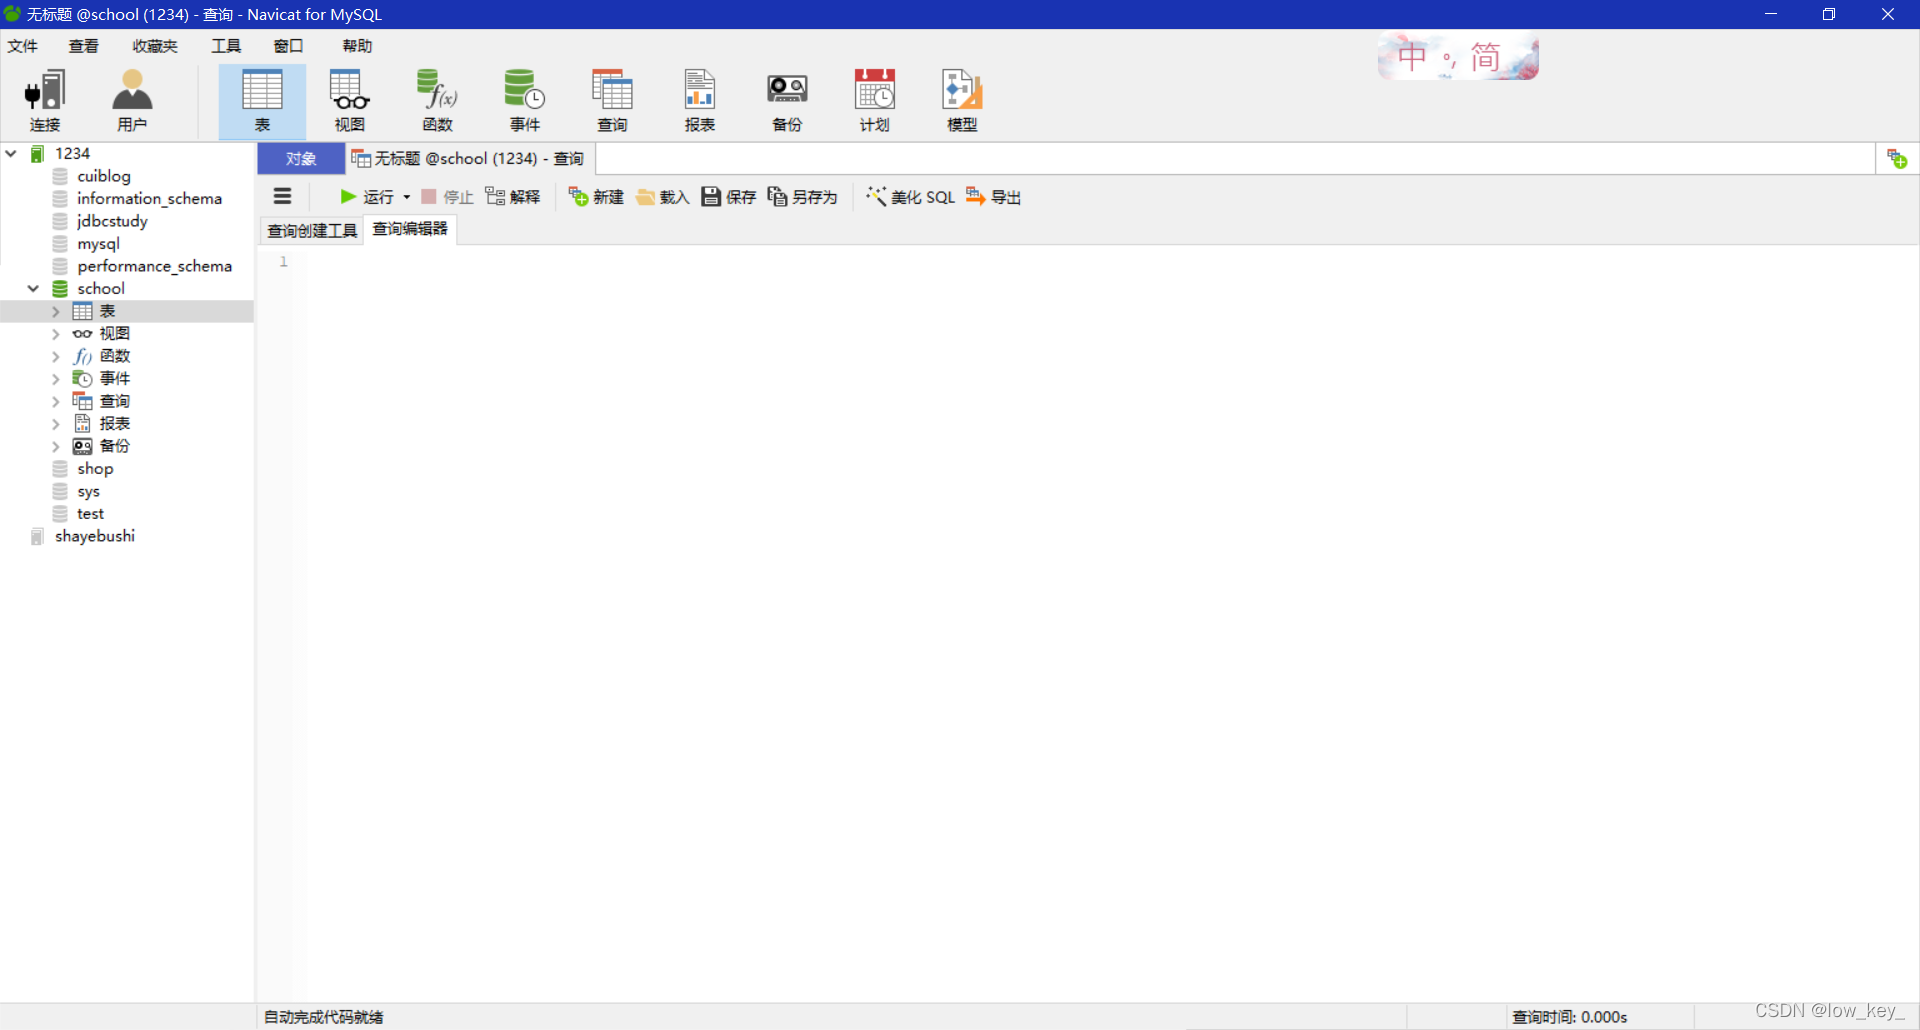 无标题 @school (1234) - 查询 - Navicat for MySQL
文件 查看 收藏夹 工具 窗口 帮助
中 °, 简
连接 用户 表 视图 函数 事件 查询 报表 备份 计划 模型
对象 无标题 @school (1234) - 查询
运行 停止 解释 新建 载入 保存 另存为 美化 SQL 导出
查询创建工具 查询编辑器
1
1234
cuiblog
information_schema
jdbcstudy
mysql
performance_schema
school
表
视图
函数
事件
查询
报表
备份
shop
sys
test
shayebushi
自动完成代码就绪
查询时间: 0.000s
CSDN @low_key_